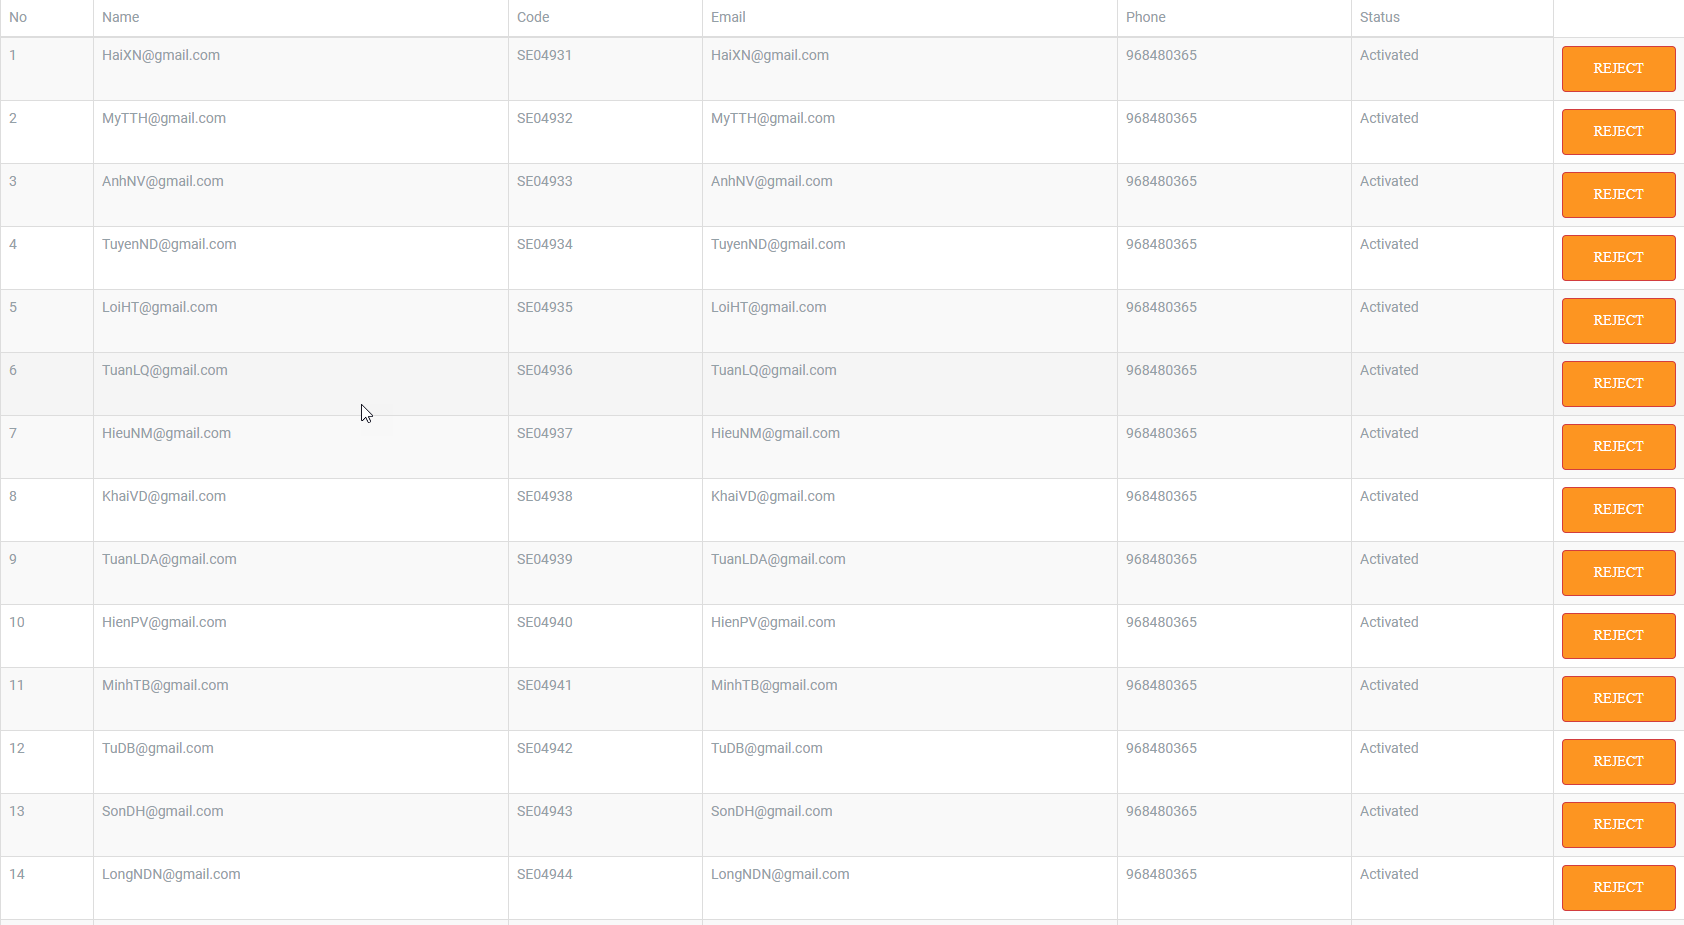 No Name Code Email Phone Status
1 HaiXN@gmail.com SE04931 HaiXN@gmail.com 968480365 Activated REJECT
2 MyTTH@gmail.com SE04932 MyTTH@gmail.com 968480365 Activated REJECT
3 AnhNV@gmail.com SE04933 AnhNV@gmail.com 968480365 Activated REJECT
4 TuyenND@gmail.com SE04934 TuyenND@gmail.com 968480365 Activated REJECT
5 LoiHT@gmail.com SE04935 LoiHT@gmail.com 968480365 Activated REJECT
6 TuanLQ@gmail.com SE04936 TuanLQ@gmail.com 968480365 Activated REJECT
7 HieuNM@gmail.com SE04937 HieuNM@gmail.com 968480365 Activated REJECT
8 KhaiVD@gmail.com SE04938 KhaiVD@gmail.com 968480365 Activated REJECT
9 TuanLDA@gmail.com SE04939 TuanLDA@gmail.com 968480365 Activated REJECT
10 HienPV@gmail.com SE04940 HienPV@gmail.com 968480365 Activated REJECT
11 MinhTB@gmail.com SE04941 MinhTB@gmail.com 968480365 Activated REJECT
12 TuDB@gmail.com SE04942 TuDB@gmail.com 968480365 Activated REJECT
13 SonDH@gmail.com SE04943 SonDH@gmail.com 968480365 Activated REJECT
14 LongNDN@gmail.com SE04944 LongNDN@gmail.com 968480365 Activated REJECT